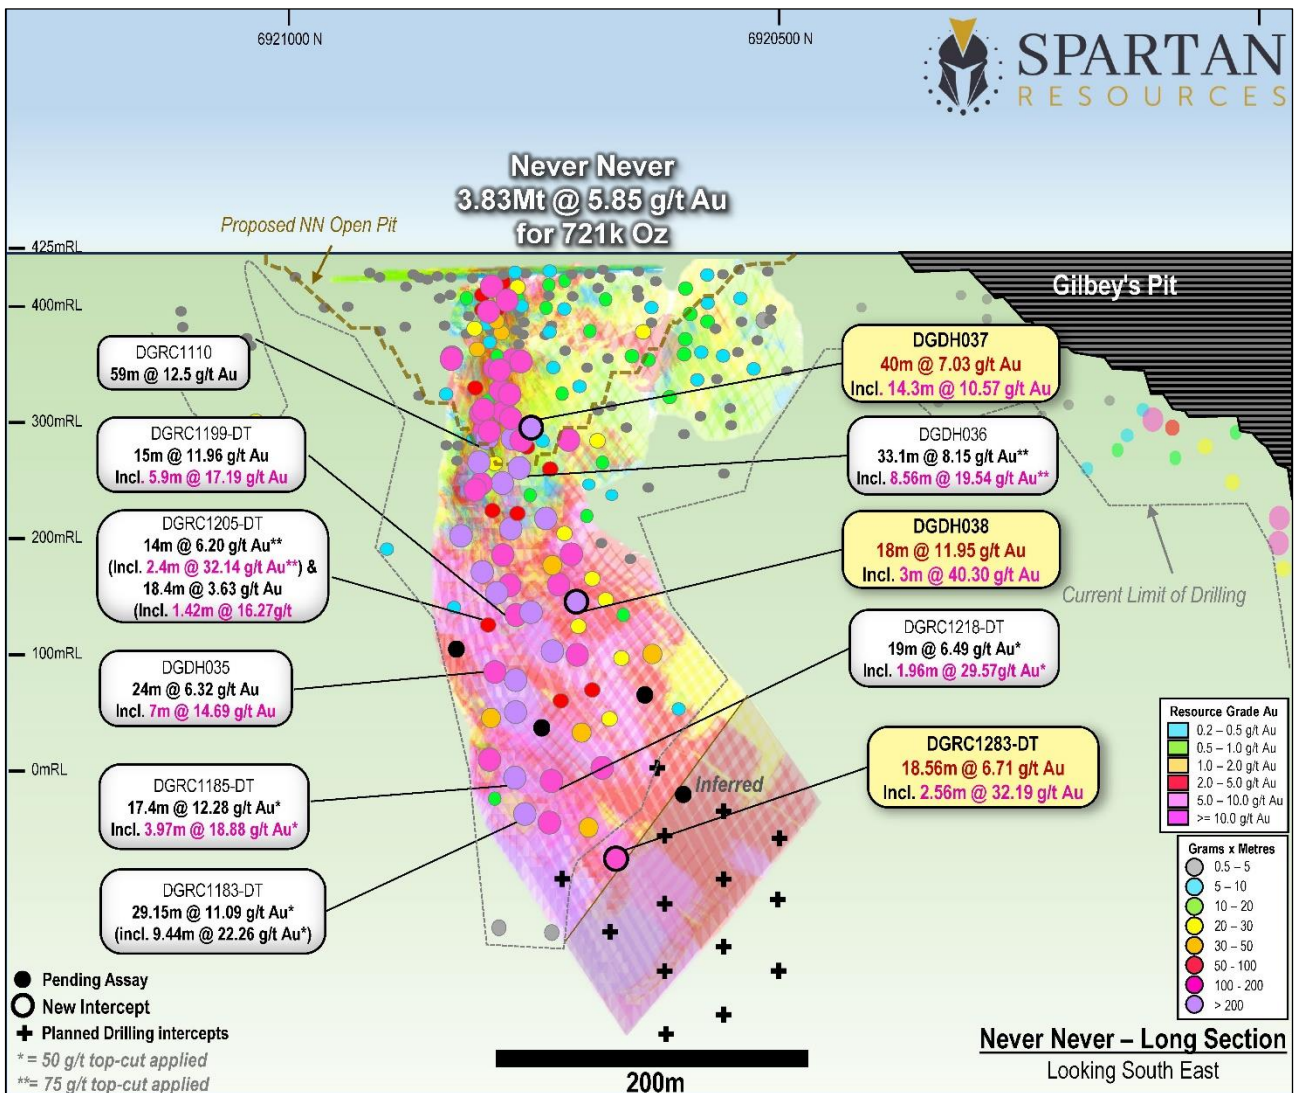 6921000 N
6920500 N
SPARTAN
RESOURCES
Never Never
3.83Mt @ 5.85 g/t Au
for 721k Oz
Proposed NN Open Pit
425mRL
400mRL
300mRL
200mRL
100mRL
0mRL
Gilbey's Pit
DGRC1110
59m @ 12.5 g/t Au
DGRC1199-DT
15m @ 11.96 g/t Au
Incl. 5.9m @ 17.19 g/t Au
DGRC1205-DT
14m @ 6.20 g/t Au**
(Incl. 2.4m @ 32.14 g/t Au**) &
18.4m @ 3.63 g/t Au
(Incl. 1.42m @ 16.27g/t
DGDH035
24m @ 6.32 g/t Au
Incl. 7m @ 14.69 g/t Au
DGRC1185-DT
17.4m @ 12.28 g/t Au*
Incl. 3.97m @ 18.88 g/t Au*
DGRC1183-DT
29.15m @ 11.09 g/t Au*
(incl. 9.44m @ 22.26 g/t Au*)
DGDH037
40m @ 7.03 g/t Au
Incl. 14.3m @ 10.57 g/t Au
DGDH036
33.1m @ 8.15 g/t Au**
Incl. 8.56m @ 19.54 g/t Au**
DGDH038
18m @ 11.95 g/t Au
Incl. 3m @ 40.30 g/t Au
Current Limit of Drilling
DGRC1218-DT
19m @ 6.49 g/t Au*
Incl. 1.96m @ 29.57g/t Au*
DGRC1283-DT
18.56m @ 6.71 g/t Au
Incl. 2.56m @ 32.19 g/t Au
Inferred
Resource Grade Au
0.2 – 0.5 g/t Au
0.5 – 1.0 g/t Au
1.0 – 2.0 g/t Au
2.0 – 5.0 g/t Au
5.0 – 10.0 g/t Au
>= 10.0 g/t Au
Grams x Metres
0.5 – 5
5 – 10
10 – 20
20 – 30
30 – 50
50 - 100
100 - 200
> 200
Pending Assay
New Intercept
Planned Drilling intercepts
* = 50 g/t top-cut applied
**= 75 g/t top-cut applied
200m
Never Never – Long Section
Looking South East